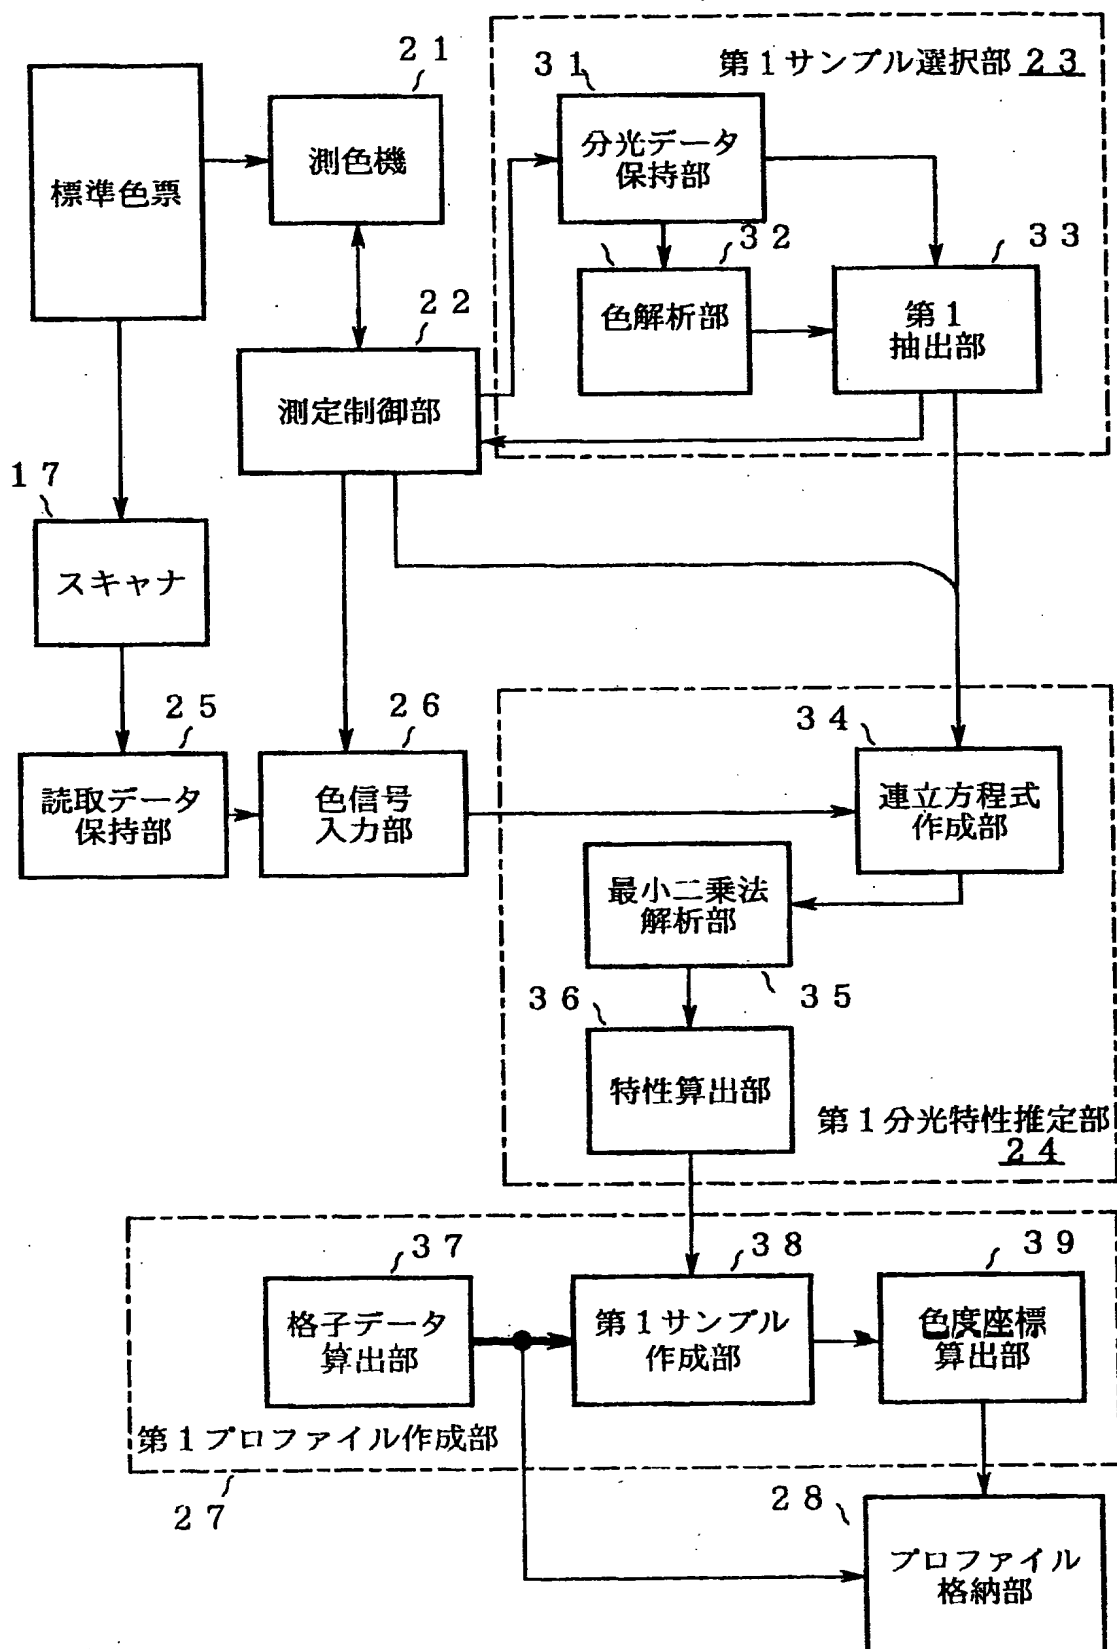 21
31
第1サンプル選択部 23
標準色票
測色機
分光データ
保持部
32
33
22
色解析部
第1
抽出部
測定制御部
17
スキャナ
25
26
34
読取データ
保持部
色信号
入力部
連立方程式
作成部
最小二乗法
解析部
35
36
特性算出部
第1分光特性推定部
24
37
38
39
格子データ
算出部
第1サンプル
作成部
色度座標
算出部
第1プロファイル作成部
27
28
プロファイル
格納部